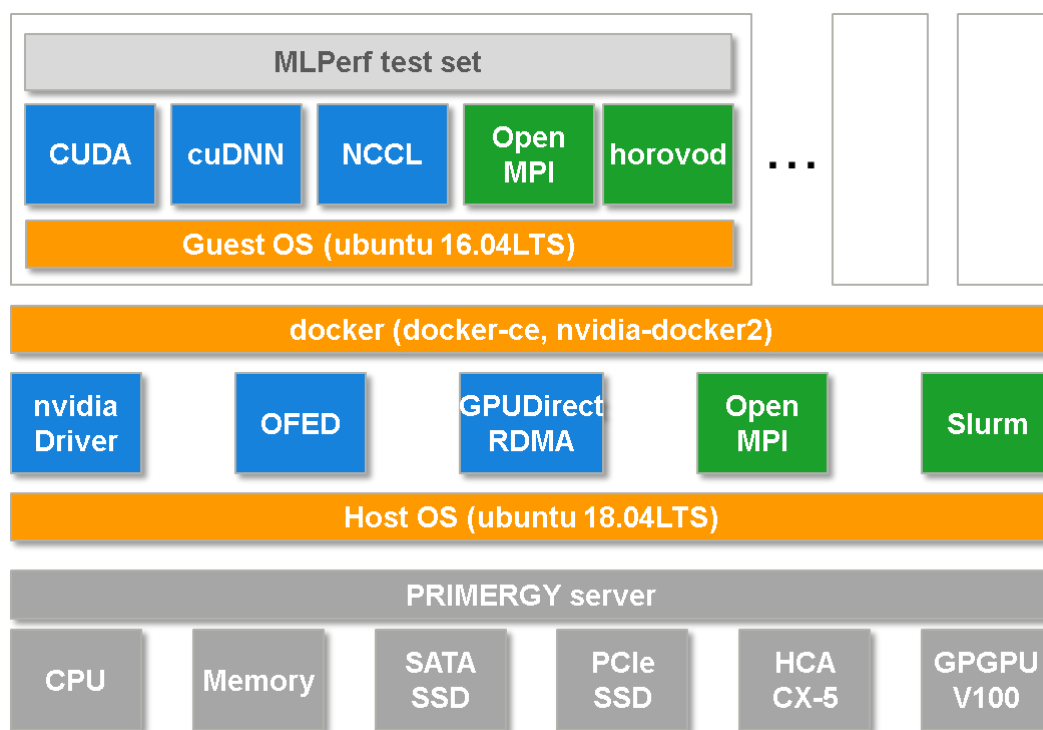 MLPerf test set
CUDA
cuDNN
NCCL
Open
MPI
horovod
...
Guest OS (ubuntu 16.04LTS)
docker (docker-ce, nvidia-docker2)
nvidia
Driver
OFED
GPUDirect
RDMA
Open
MPI
Slurm
Host OS (ubuntu 18.04LTS)
PRIMERGY server
CPU
Memory
SATA
SSD
PCIe
SSD
HCA
CX-5
GPGPU
V100